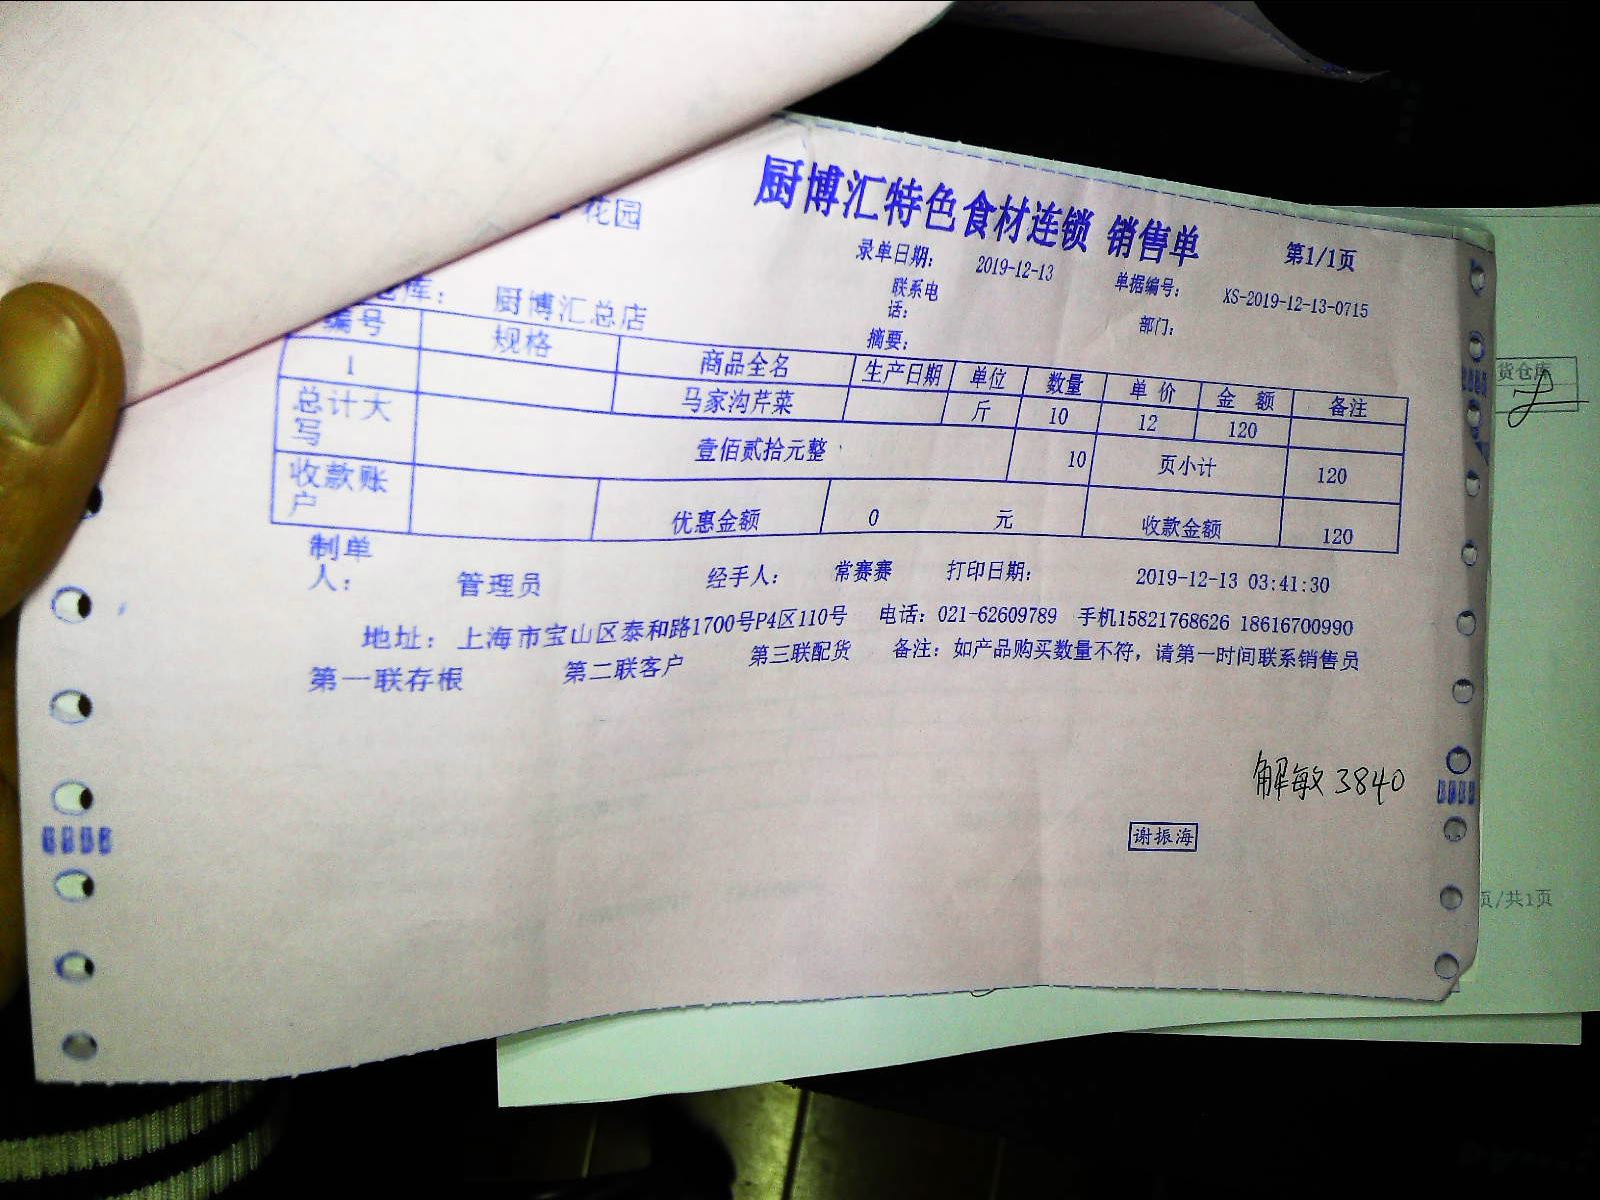 厨博汇特色食材连锁 销售单 第1/1页
花园
录单日期： 2019-12-13 单据编号： XS-2019-12-13-0715
库： 厨博汇总店 联系电话： 部门：
摘要：
编号 规格 商品全名 生产日期 单位 数量 单价 金额 备注
1 马家沟芹菜 斤 10 12 120
总计大写 壹佰贰拾元整 10 页小计 120
收款账户 优惠金额 0 元 收款金额 120
制单人： 管理员 经手人： 常赛赛 打印日期： 2019-12-13 03:41:30
地址：上海市宝山区泰和路1700号P4区110号 电话：021-62609789 手机15821768626 18616700990
第一联存根 第二联客户 第三联配货 备注：如产品购买数量不符，请第一时间联系销售员
解敏 3840
谢振海
货仓库
页/共1页